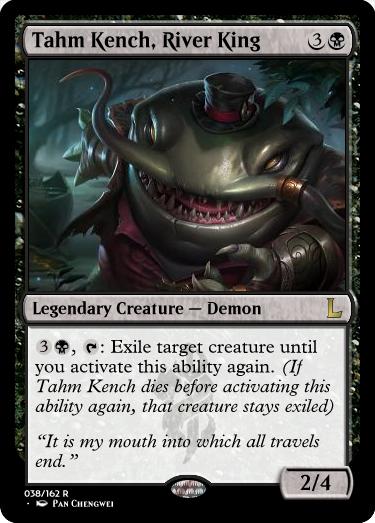 Tahm Kench, River King 3
Legendary Creature — Demon L
3, : Exile target creature until
you activate this ability again. (If
Tahm Kench dies before activating this
ability again, that creature stays exiled)
“It is my mouth into which all travels
end.”
2/4
038/162 R
· Pan Chengwei